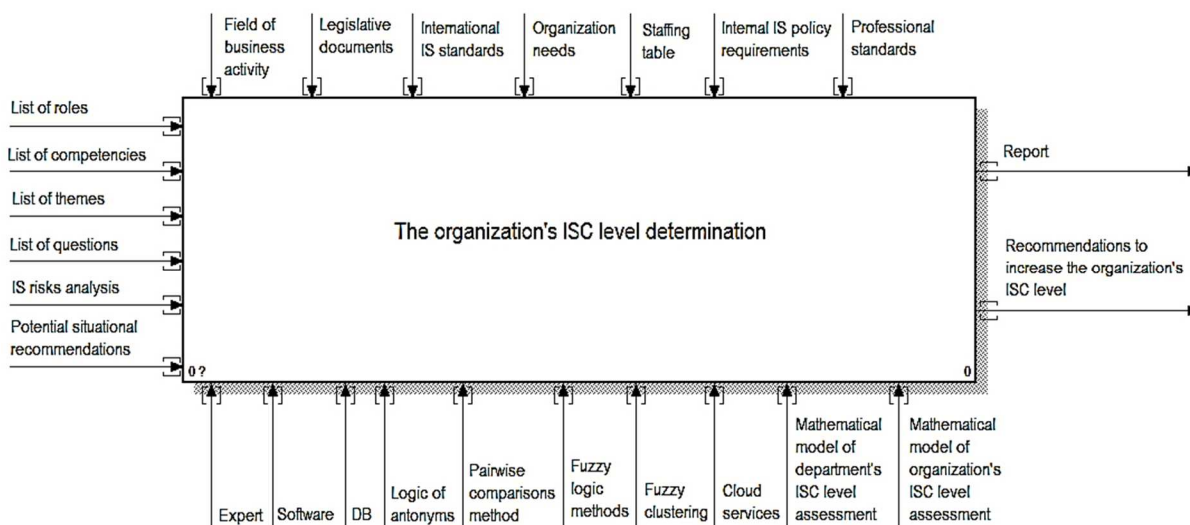 Field of
business
activity
Legislative
documents
International
IS standards
Organization
needs
Staffing
table
Internal IS policy
requirements
Professional
standards
List of roles
List of competencies
List of themes
List of questions
IS risks analysis
Potential situational
recommendations
The organization's ISC level determination
0 ?
0
Report
Recommendations to
increase the organization's
ISC level
Expert
Software
DB
Logic of
antonyms
Pairwise
comparisons
method
Fuzzy
logic
methods
Fuzzy
clustering
Cloud
services
Mathematical
model of
department's
ISC level
assessment
Mathematical
model of
organization's
ISC level
assessment